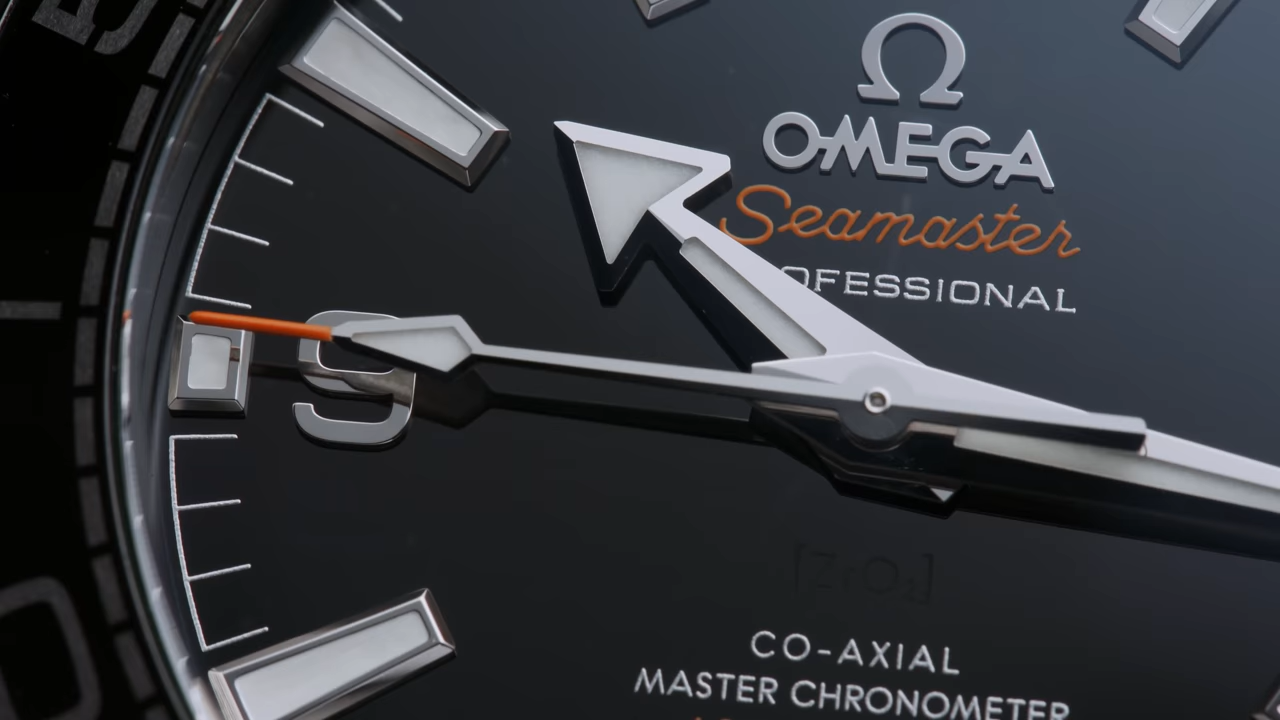 Ω
OMEGA
Seamaster
OFESSIONAL
9
[ZrO₂]
CO-AXIAL
MASTER CHRONOMETER